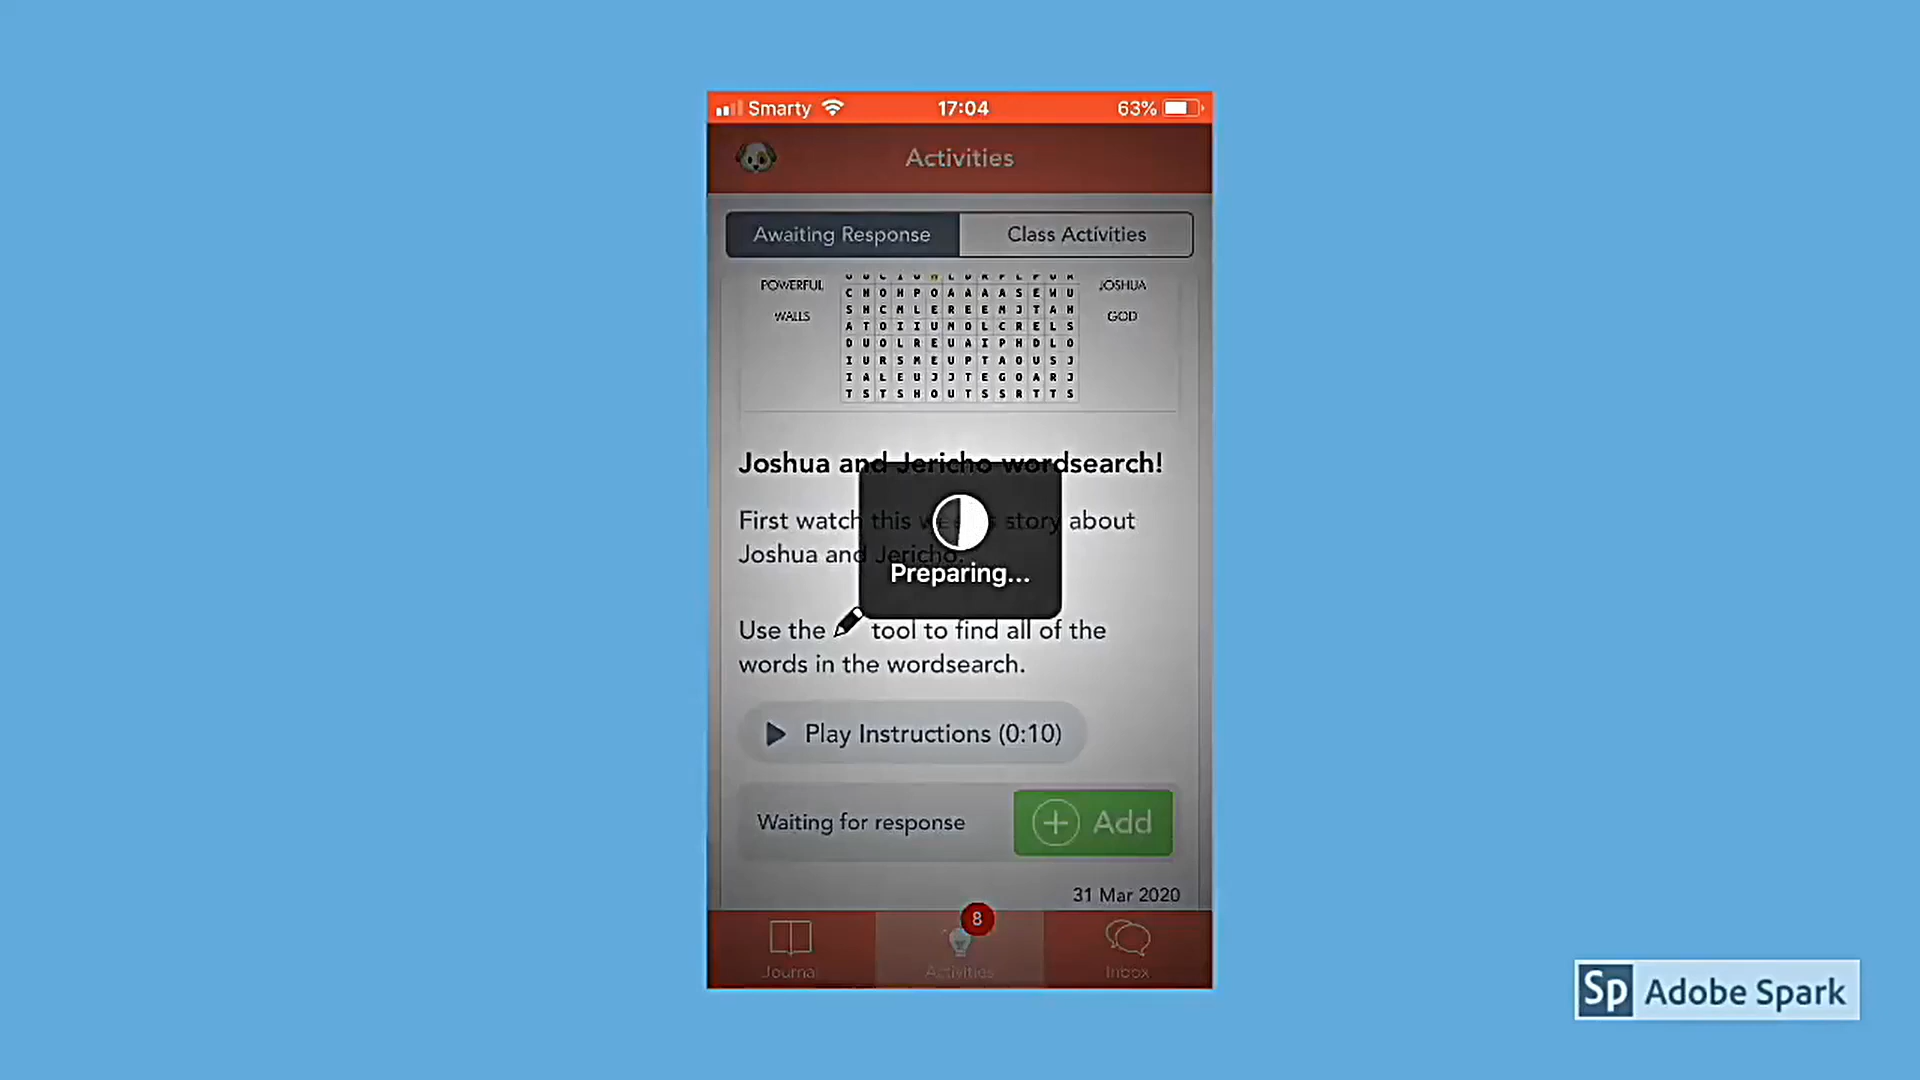 Smarty 17:04 63%
Activities
Awaiting Response Class Activities
POWERFUL JOSHUA
WALLS GOD
C H O H P O A A A A S E W U
S H C M L E R E E M J T A H
A T O I I U M O L C R E L S
D U O L R E U A I P H D L O
I U R S M E U P T A O U S J
I A L E U J J T E G O A R J
T S T S H O U T S S R T T S
Joshua and Jericho wordsearch!
First watch this week's story about
Joshua and Jericho.
Preparing...
Use the tool to find all of the
words in the wordsearch.
Play Instructions (0:10)
Waiting for response Add
31 Mar 2020
8
Journal Activities Inbox
Sp Adobe Spark